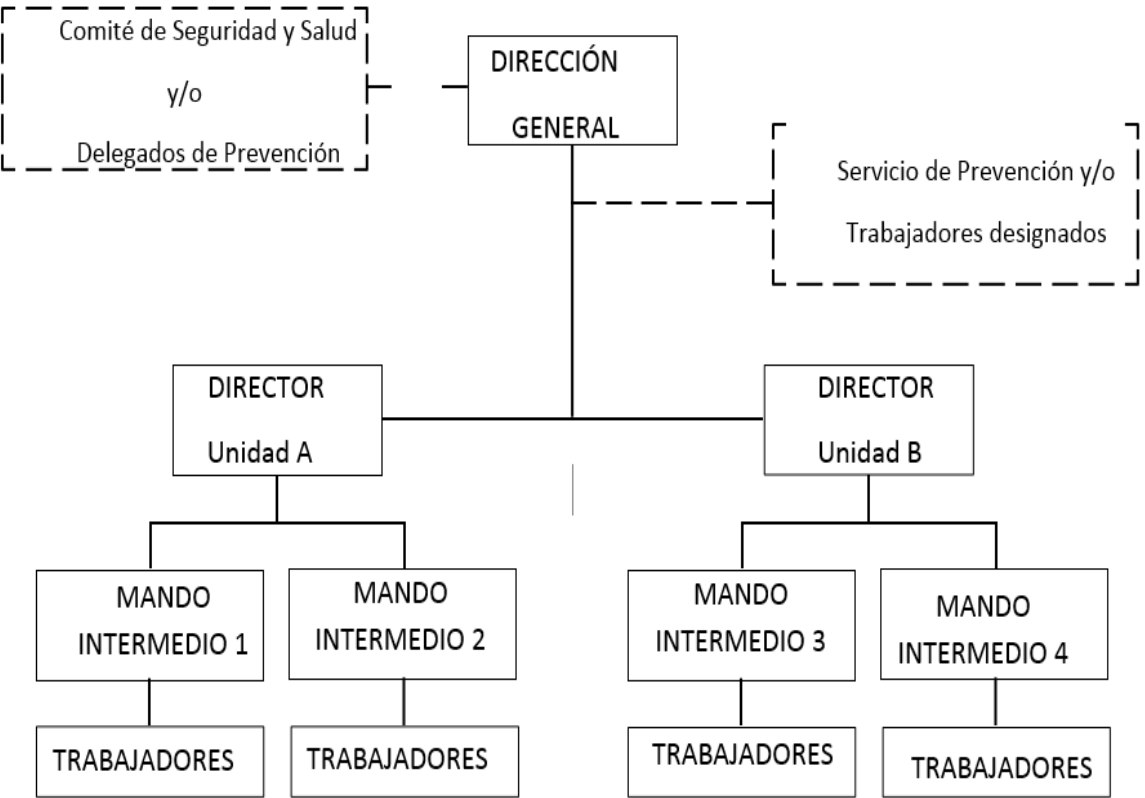 Comité de Seguridad y Salud
y/o
Delegados de Prevención
DIRECCIÓN
GENERAL
Servicio de Prevención y/o
Trabajadores designados
DIRECTOR
Unidad A
DIRECTOR
Unidad B
MANDO
INTERMEDIO 1
MANDO
INTERMEDIO 2
MANDO
INTERMEDIO 3
MANDO
INTERMEDIO 4
TRABAJADORES
TRABAJADORES
TRABAJADORES
TRABAJADORES